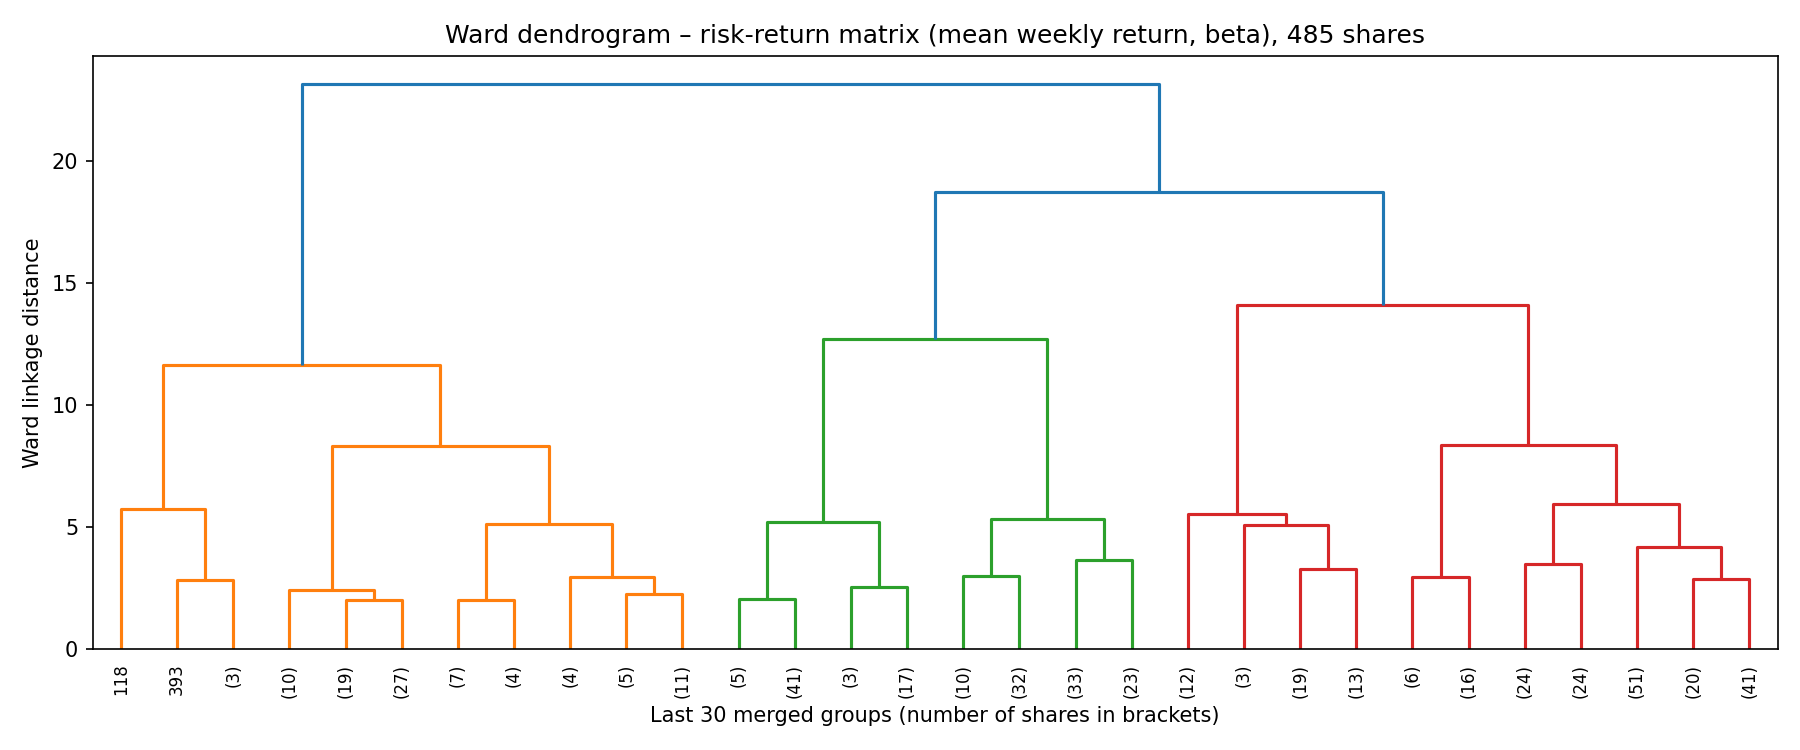 Ward dendrogram – risk-return matrix (mean weekly return, beta), 485 shares
Ward linkage distance
20
15
10
5
0
118 393 (3) (10) (19) (27) (7) (4) (4) (5) (11) (5) (41) (3) (17) (10) (32) (33) (23) (12) (3) (19) (13) (6) (16) (24) (24) (51) (20) (41)
Last 30 merged groups (number of shares in brackets)